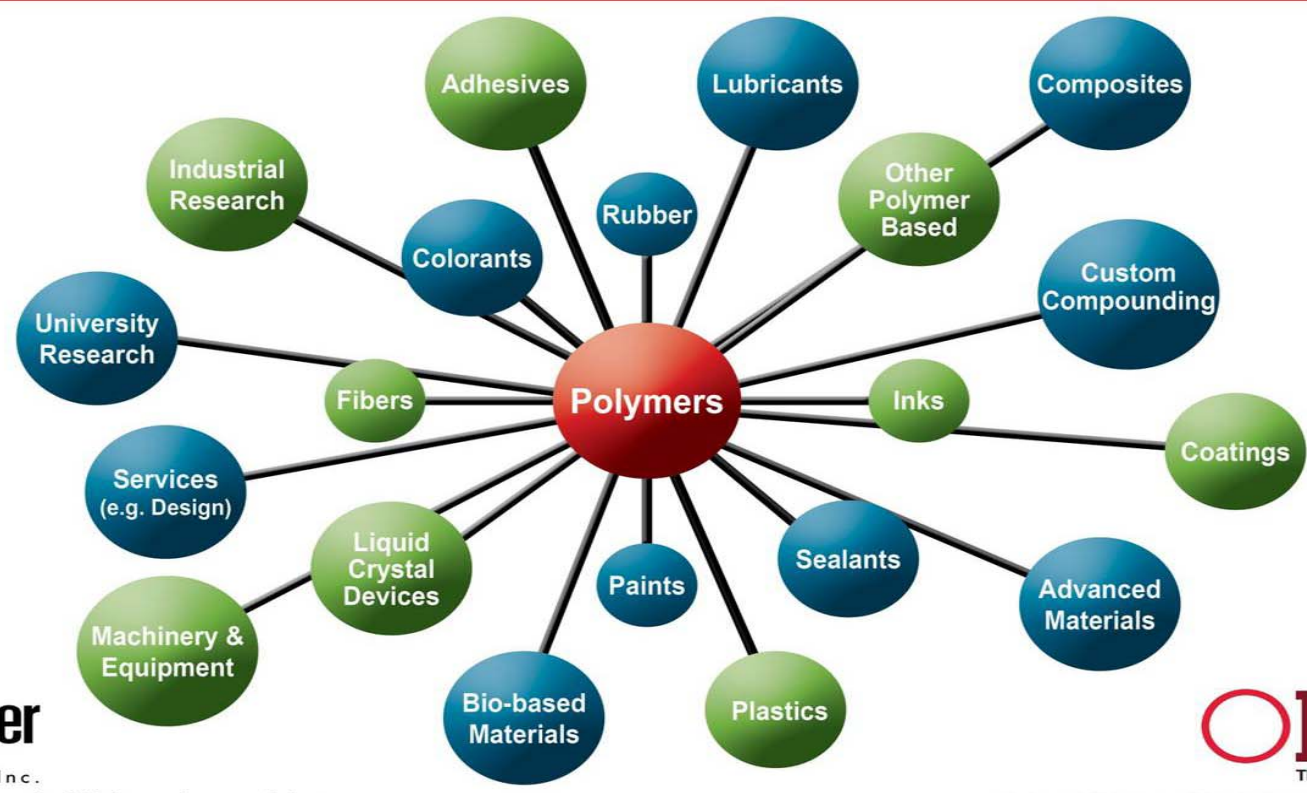 Adhesives
Lubricants
Composites
Industrial
Research
Other
Polymer
Based
Rubber
Colorants
Custom
Compounding
University
Research
Fibers
Polymers
Inks
Coatings
Services
(e.g. Design)
Liquid
Crystal
Devices
Paints
Sealants
Advanced
Materials
Machinery &
Equipment
Bio-based
Materials
Plastics
er
nc.